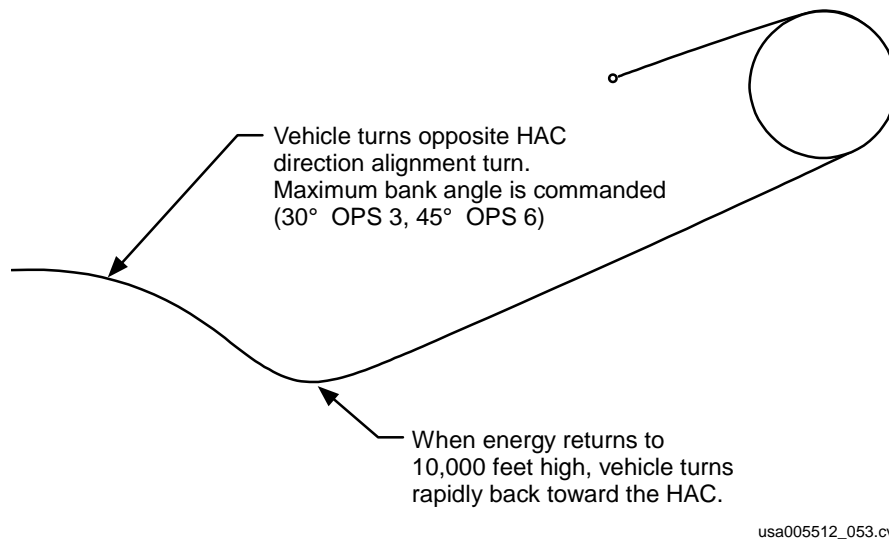 Vehicle turns opposite HAC
direction alignment turn.
Maximum bank angle is commanded
(30° OPS 3, 45° OPS 6)
When energy returns to
10,000 feet high, vehicle turns
rapidly back toward the HAC.
usa005512_053.cv